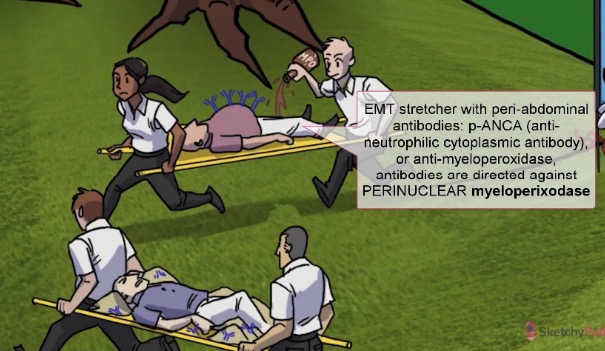 MPO
EMT stretcher with peri-abdominal
antibodies: p-ANCA (anti-
neutrophilic cytoplasmic antibody),
or anti-myeloperoxidase,
antibodies are directed against
PERINUCLEAR myeloperixodase